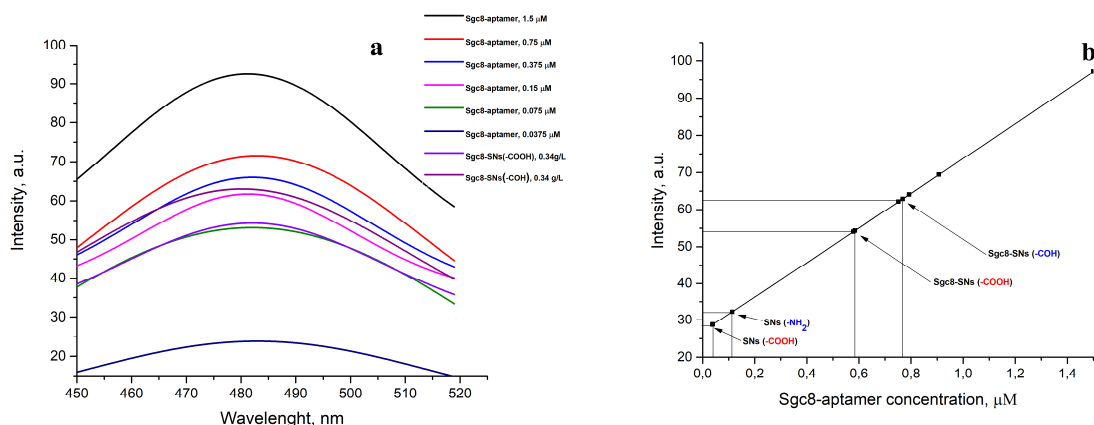 a
Sgc8-aptamer, 1.5 μM
Sgc8-aptamer, 0.75 μM
Sgc8-aptamer, 0.375 μM
Sgc8-aptamer, 0.15 μM
Sgc8-aptamer, 0.075 μM
Sgc8-aptamer, 0.0375 μM
Sgc8-SNs(-COOH), 0.34g/L
Sgc8-SNs(-COH), 0.34 g/L
Intensity, a.u.
100
90
80
70
60
50
40
30
20
10
450 460 470 480 490 500 510 520
Wavelenght, nm
b
Intensity, a.u.
100
90
80
70
60
50
40
30
20
Sgc8-SNs (-COH)
Sgc8-SNs (-COOH)
SNs (-NH2)
SNs (-COOH)
0,0 0,2 0,4 0,6 0,8 1,0 1,2 1,4
Sgc8-aptamer concentration, μM